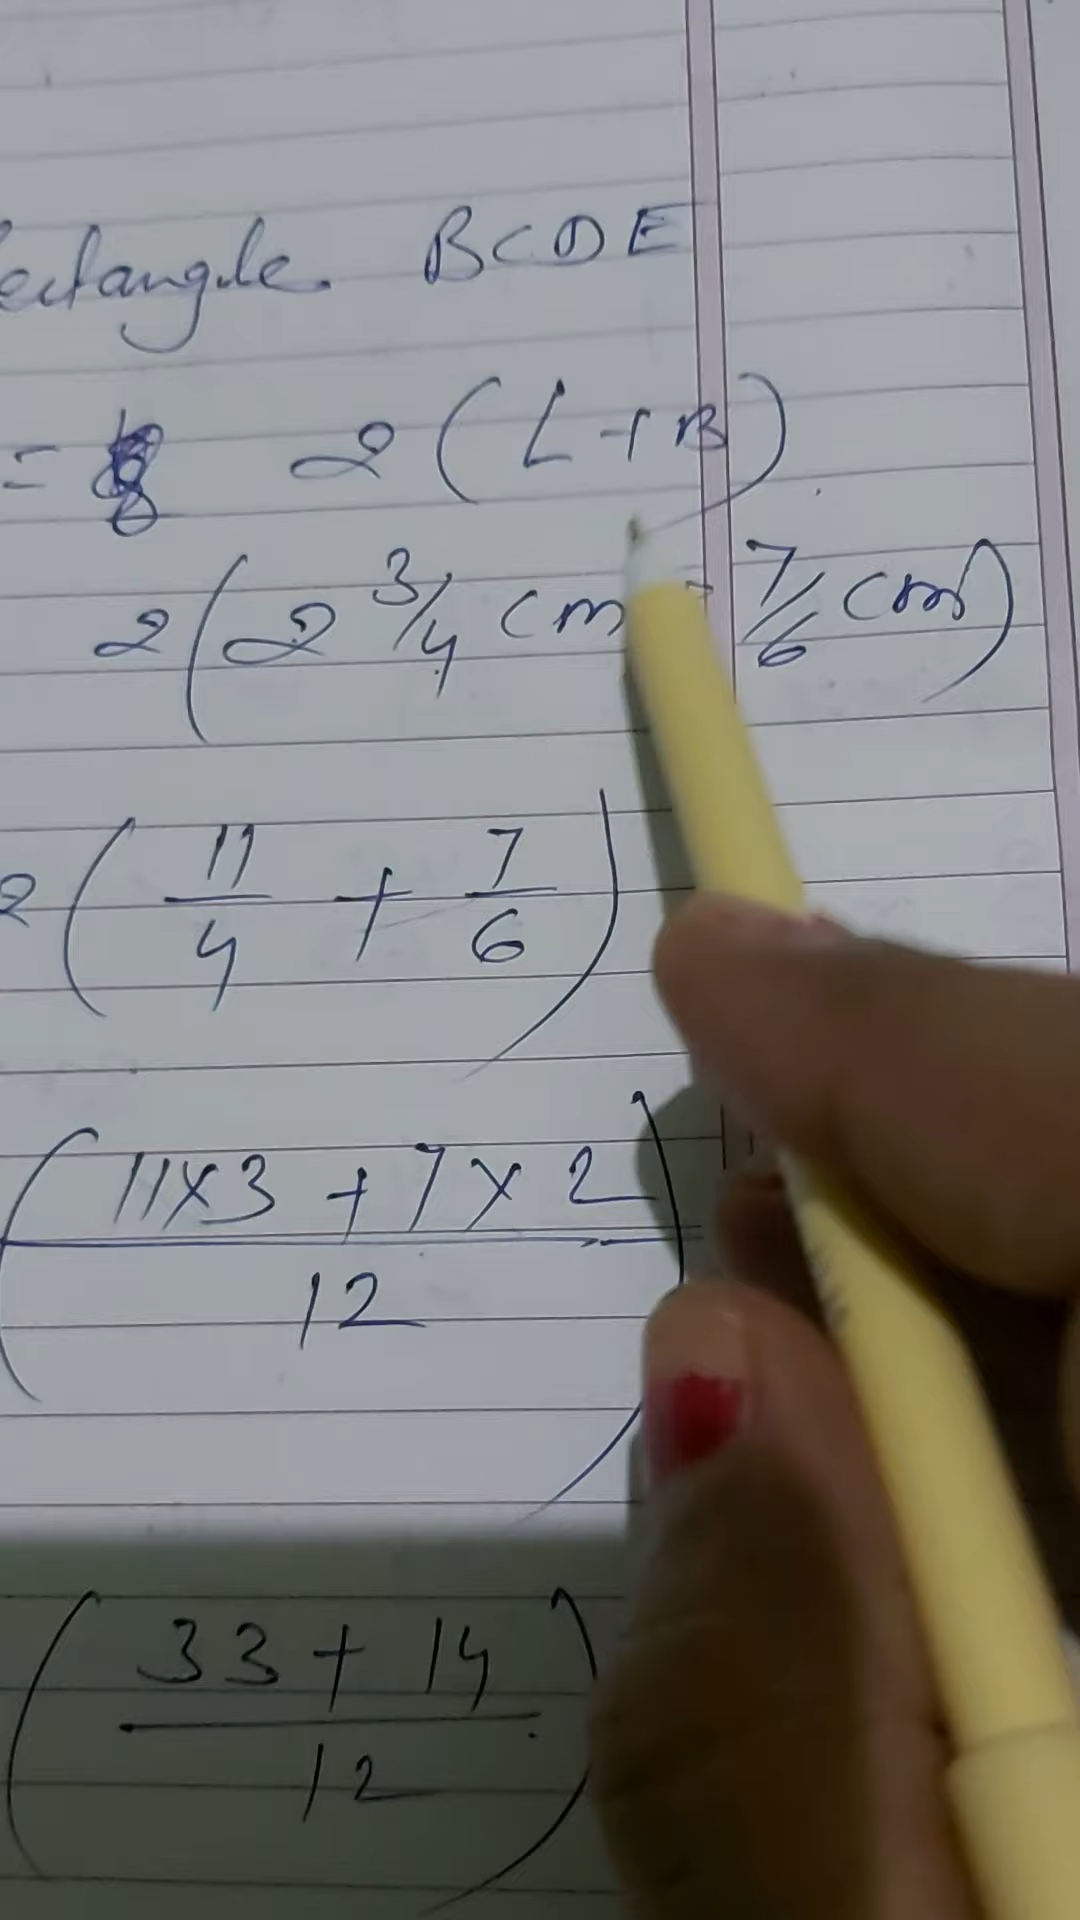 ectangle. BCDE
= 2 (L+B)
2 (2 3/4 cm 7/6 cm)
2 ( 11/4 + 7/6 )
( 11×3 + 7×2 / 12 )
( 33 + 14 / 12 )